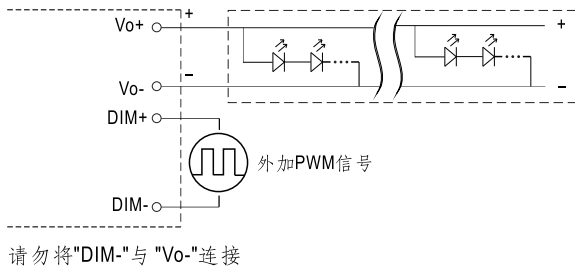 Vo+
+
+
Vo-
−
−
DIM+
外加PWM信号
DIM-
请勿将"DIM-"与 "Vo-"连接